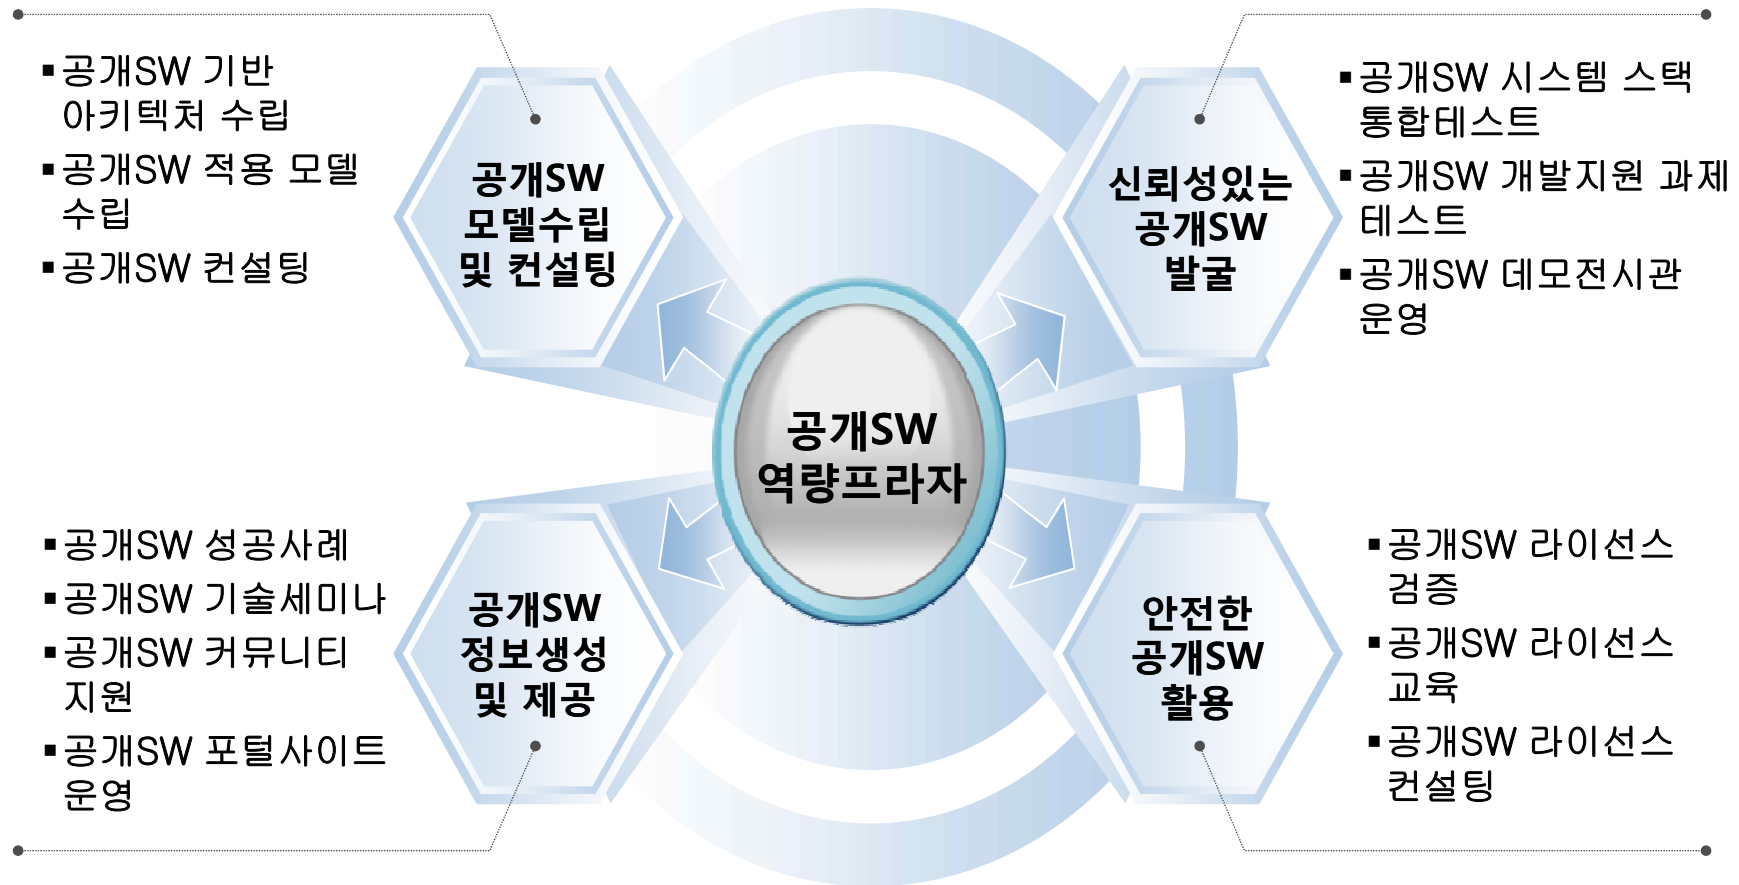 공개SW 기반
아키텍처 수립
공개SW 적용 모델
수립
공개SW 컨설팅
공개SW
모델수립
및 컨설팅
신뢰성있는
공개SW
발굴
공개SW 시스템 스택
통합테스트
공개SW 개발지원 과제
테스트
공개SW 데모전시관
운영
공개SW
역량프라자
공개SW 성공사례
공개SW 기술세미나
공개SW 커뮤니티
지원
공개SW 포털사이트
운영
공개SW
정보생성
및 제공
안전한
공개SW
활용
공개SW 라이선스
검증
공개SW 라이선스
교육
공개SW 라이선스
컨설팅